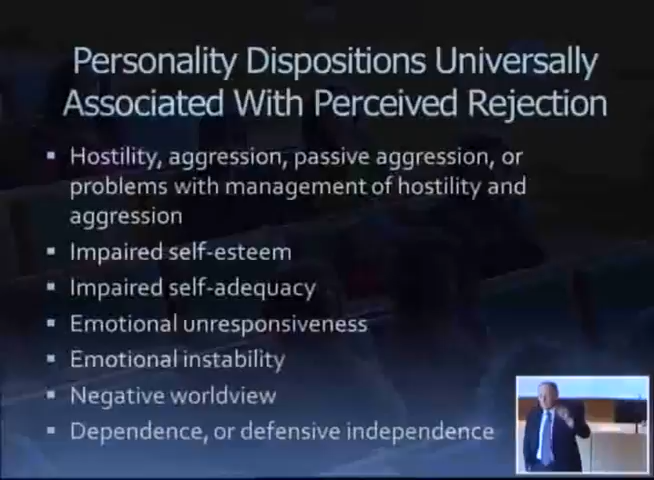 Personality Dispositions Universally
Associated With Perceived Rejection
▪ Hostility, aggression, passive aggression, or
problems with management of hostility and
aggression
▪ Impaired self-esteem
▪ Impaired self-adequacy
▪ Emotional unresponsiveness
▪ Emotional instability
▪ Negative worldview
▪ Dependence, or defensive independence